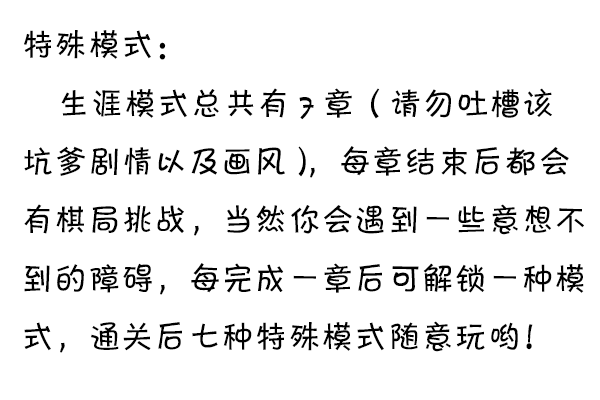 特殊模式：
生涯模式总共有7章（请勿吐槽该
坑爹剧情以及画风），每章结束后都会
有棋局挑战，当然你会遇到一些意想不
到的障碍，每完成一章后可解锁一种模
式，通关后七种特殊模式随意玩哟！